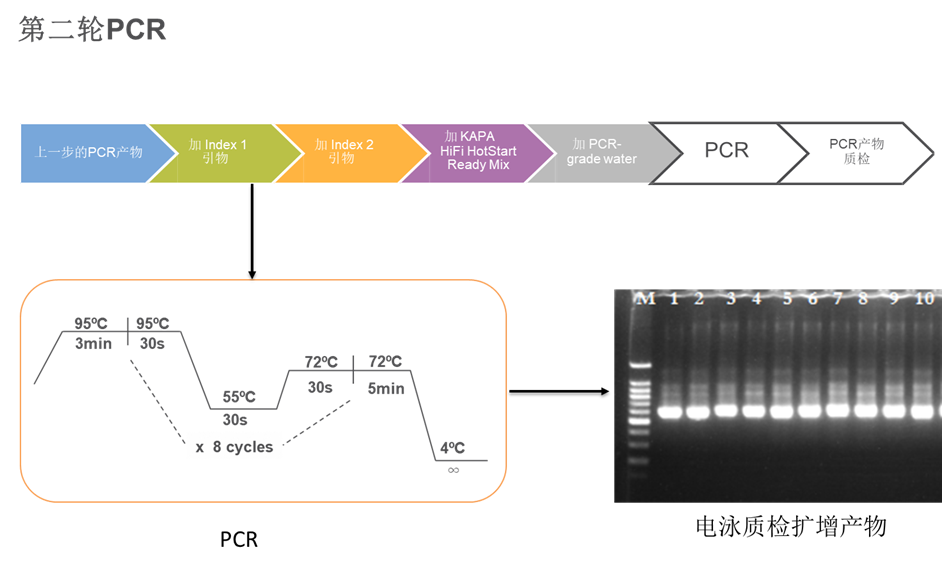 第二轮PCR
上一步的PCR产物
加 Index 1
引物
加 Index 2
引物
加 KAPA
HiFi HotStart
Ready Mix
加 PCR-
grade water
PCR
PCR产物
质检
95ºC
95ºC
3min
30s
55ºC
30s
72ºC
72ºC
30s
5min
x 8 cycles
4ºC
∞
PCR
M 1 2 3 4 5 6 7 8 9 10
电泳质检扩增产物